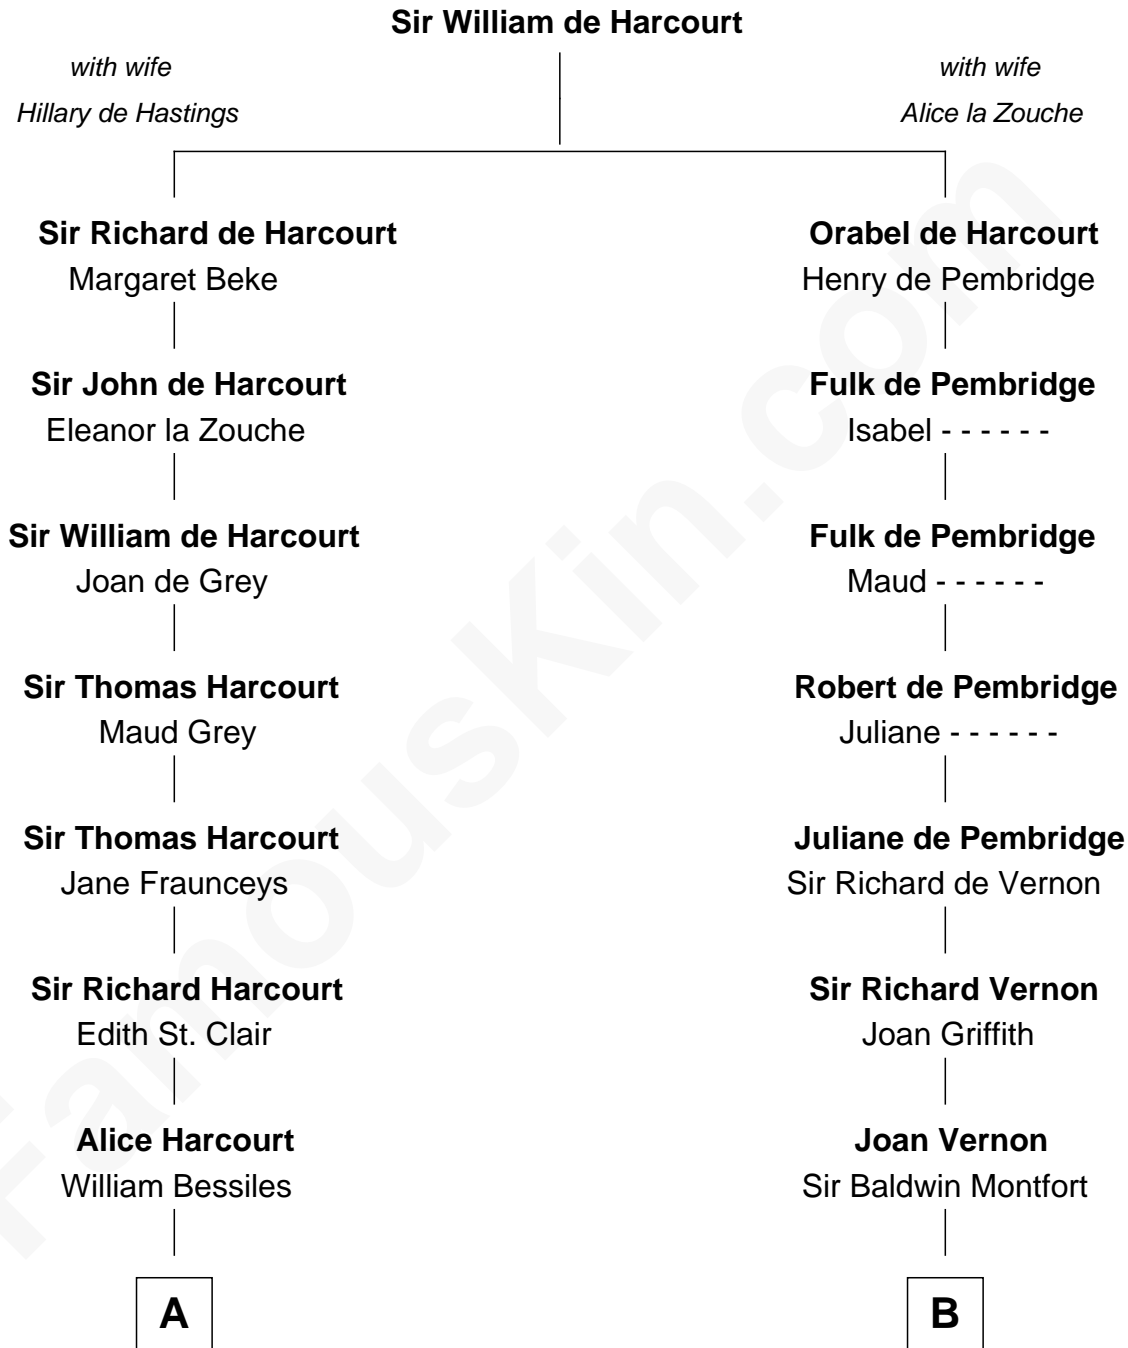 Sir William de Harcourt
with wife
Hillary de Hastings
with wife
Alice la Zouche
Sir Richard de Harcourt
Margaret Beke
Orabel de Harcourt
Henry de Pembridge
Sir John de Harcourt
Eleanor la Zouche
Fulk de Pembridge
Isabel - - - - - -
Sir William de Harcourt
Joan de Grey
Fulk de Pembridge
Maud - - - - - -
Sir Thomas Harcourt
Maud Grey
Robert de Pembridge
Juliane - - - - - -
Sir Thomas Harcourt
Jane Fraunceys
Juliane de Pembridge
Sir Richard de Vernon
Sir Richard Harcourt
Edith St. Clair
Sir Richard Vernon
Joan Griffith
Alice Harcourt
William Bessiles
Joan Vernon
Sir Baldwin Montfort
A
B
FamousKin.com